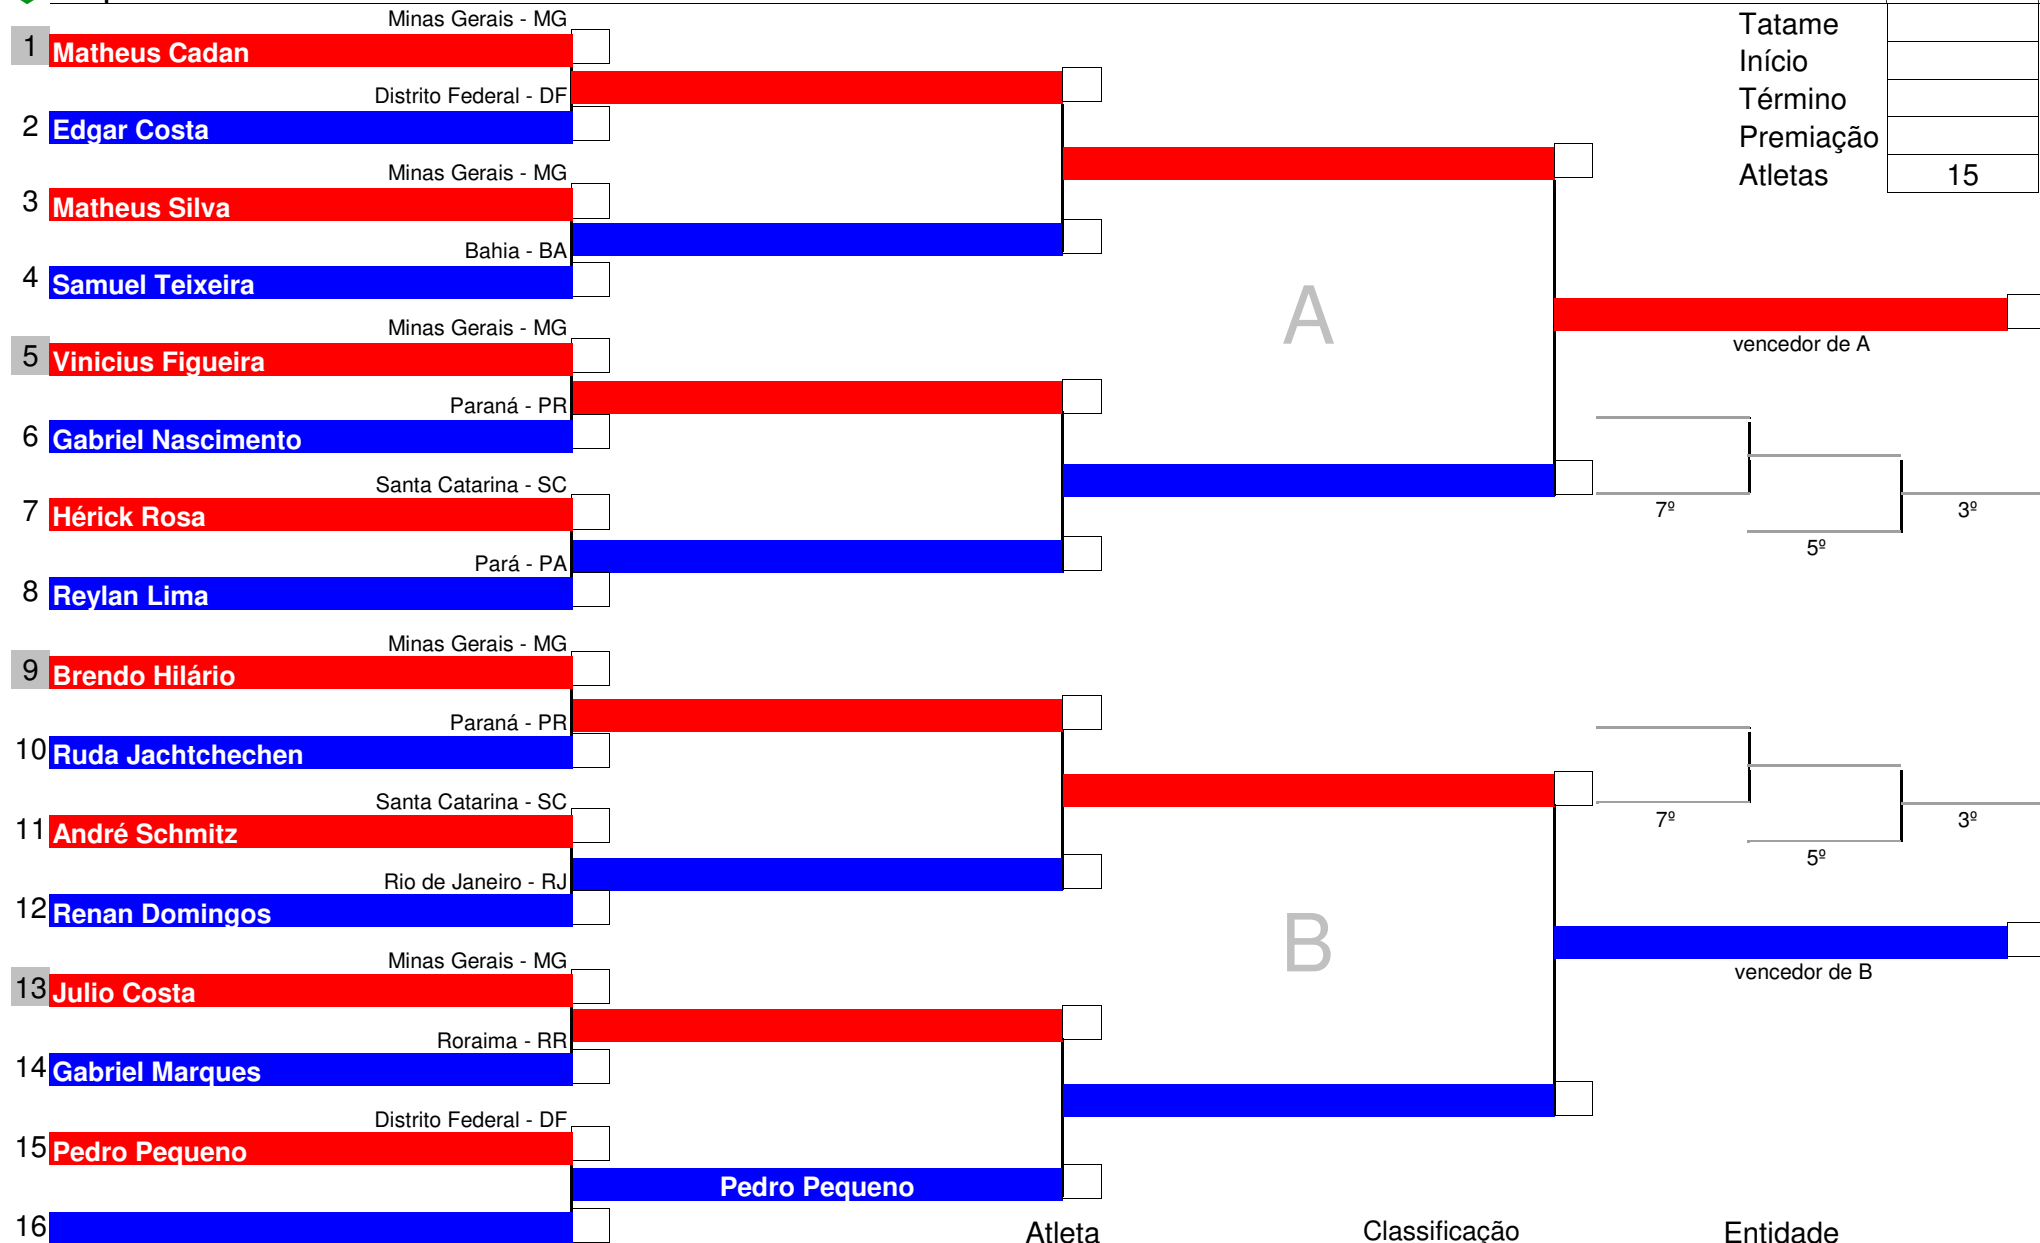 Minas Gerais - MG
1 Matheus Cadan
Distrito Federal - DF
2 Edgar Costa
Minas Gerais - MG
3 Matheus Silva
Bahia - BA
4 Samuel Teixeira
Minas Gerais - MG
5 Vinicius Figueira
Paraná - PR
6 Gabriel Nascimento
Santa Catarina - SC
7 Hérick Rosa
Pará - PA
8 Reylan Lima
Minas Gerais - MG
9 Brendo Hilário
Paraná - PR
10 Ruda Jachtchechen
Santa Catarina - SC
11 André Schmitz
Rio de Janeiro - RJ
12 Renan Domingos
Minas Gerais - MG
13 Julio Costa
Roraima - RR
14 Gabriel Marques
Distrito Federal - DF
15 Pedro Pequeno
16
Pedro Pequeno
A
B
Tatame
Início
Término
Premiação
Atletas 15
vencedor de A
7º
3º
5º
7º
3º
5º
vencedor de B
Atleta Classificação Entidade